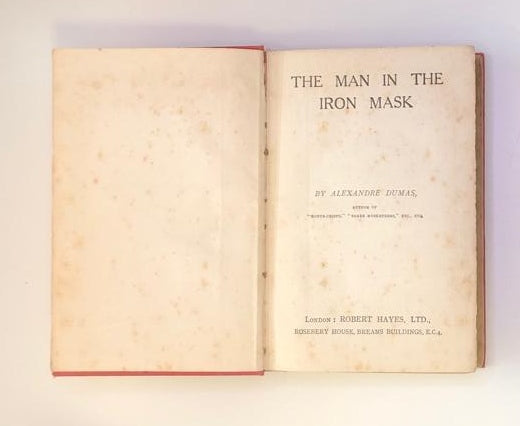 THE MAN IN THE
IRON MASK
BY ALEXANDRE DUMAS,
AUTHOR OF
"MONTE-CRISTO," "THREE MUSKETEERS," ETC., ETC.
LONDON: ROBERT HAYES, LTD.,
ROSEBERY HOUSE, BREAMS BUILDINGS, E.C.4.